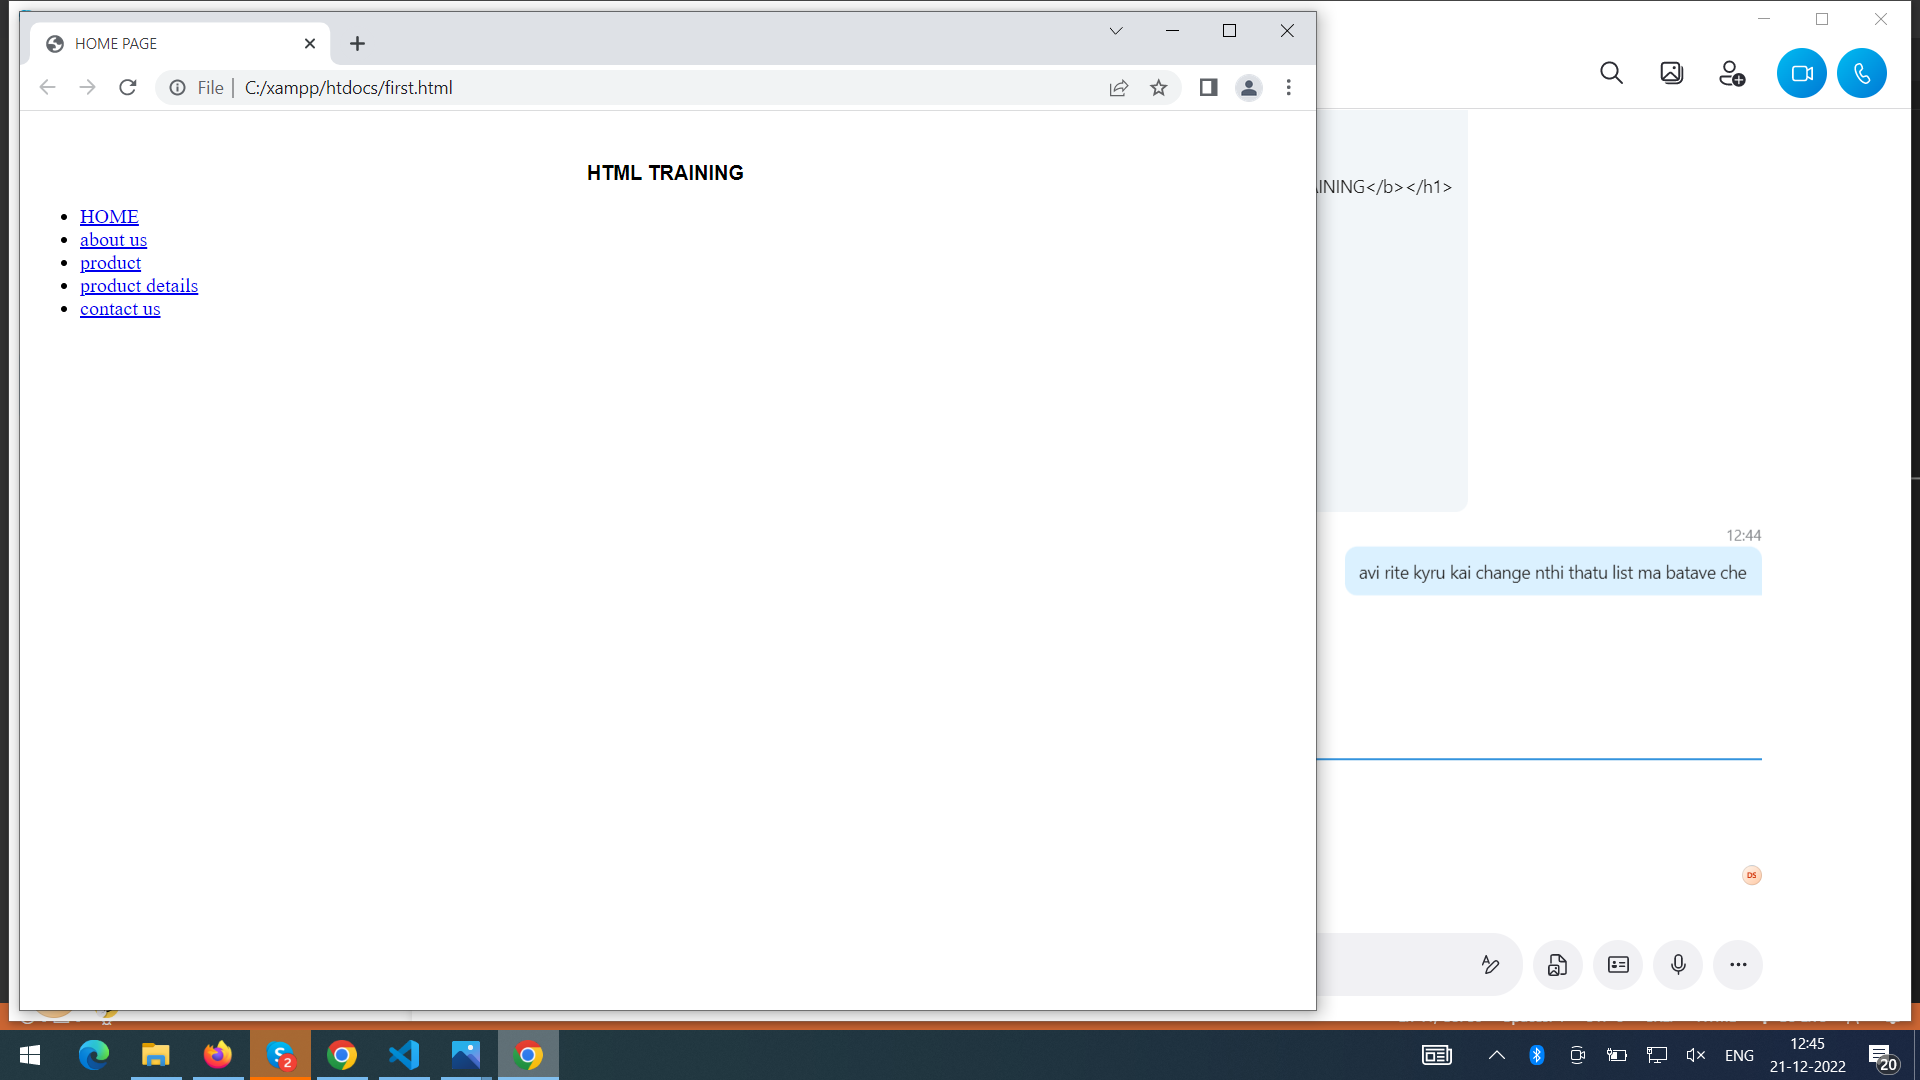 HOME PAGE
File
C:/xampp/htdocs/first.html
HTML TRAINING
HOME
about us
product
product details
contact us
AINING</b></h1>
12:44
avi rite kyru kai change nthi thatu list ma batave che
DS
2
ENG
12:45
21-12-2022
20